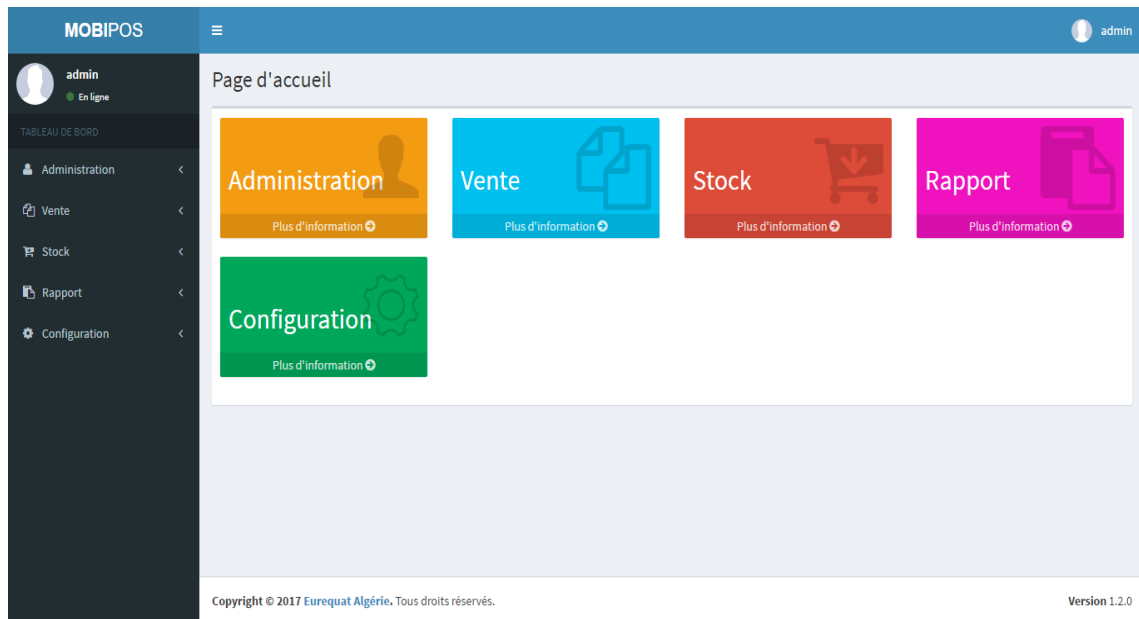 MOBIPOS
admin
admin
En ligne
TABLEAU DE BORD
Administration
Vente
Stock
Rapport
Configuration
Page d'accueil
Administration
Plus d'information
Vente
Plus d'information
Stock
Plus d'information
Rapport
Plus d'information
Configuration
Plus d'information
Copyright © 2017 Eurequat Algérie. Tous droits réservés.
Version 1.2.0